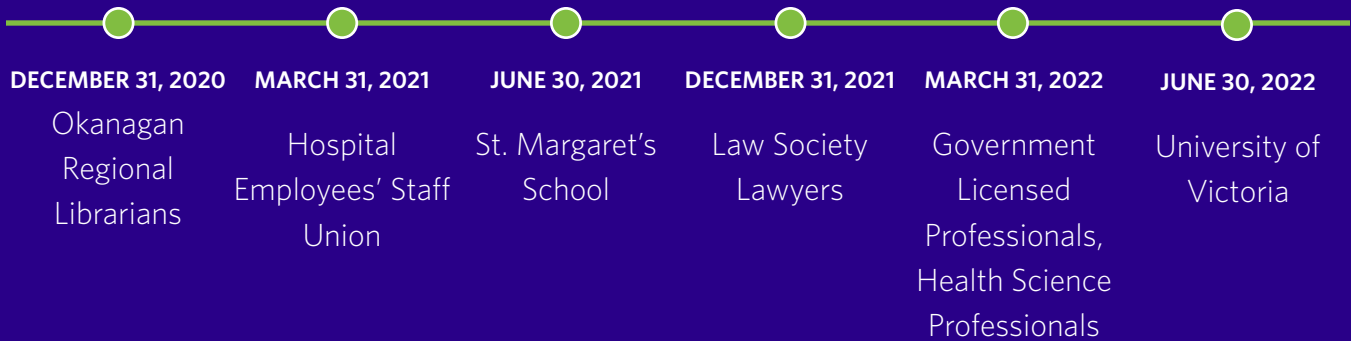 DECEMBER 31, 2020
Okanagan
Regional
Librarians
MARCH 31, 2021
Hospital
Employees’ Staff
Union
JUNE 30, 2021
St. Margaret’s
School
DECEMBER 31, 2021
Law Society
Lawyers
MARCH 31, 2022
Government
Licensed
Professionals,
Health Science
Professionals
JUNE 30, 2022
University of
Victoria